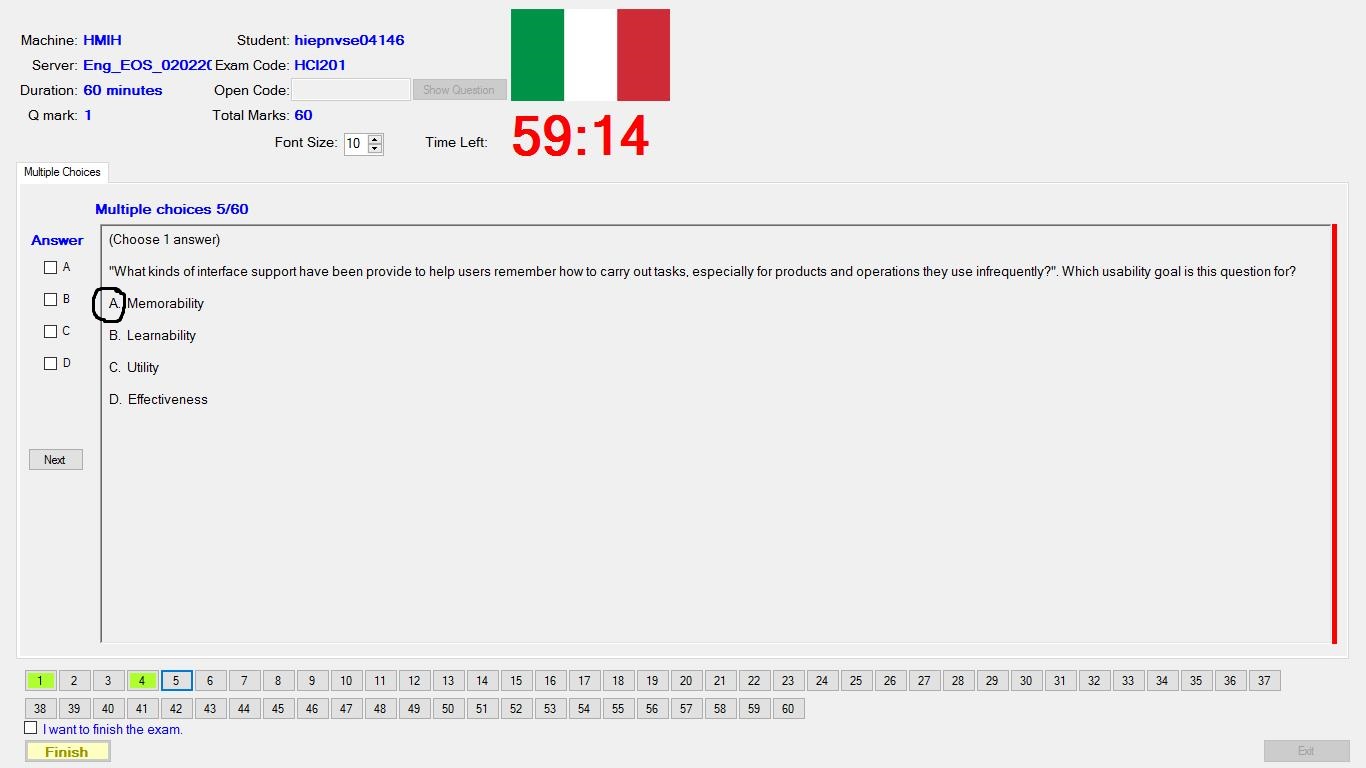 Machine: HMIH Student: hiepnvse04146
Server: Eng_EOS_020220 Exam Code: HCI201
Duration: 60 minutes Open Code: Show Question
Q mark: 1 Total Marks: 60
Font Size: 10 Time Left: 59:14
Multiple Choices
Multiple choices 5/60
Answer
(Choose 1 answer)
A
"What kinds of interface support have been provide to help users remember how to carry out tasks, especially for products and operations they use infrequently?". Which usability goal is this question for?
B
A. Memorability
C
B. Learnability
D
C. Utility
D. Effectiveness
Next
1 2 3 4 5 6 7 8 9 10 11 12 13 14 15 16 17 18 19 20 21 22 23 24 25 26 27 28 29 30 31 32 33 34 35 36 37
38 39 40 41 42 43 44 45 46 47 48 49 50 51 52 53 54 55 56 57 58 59 60
I want to finish the exam.
Finish Exit